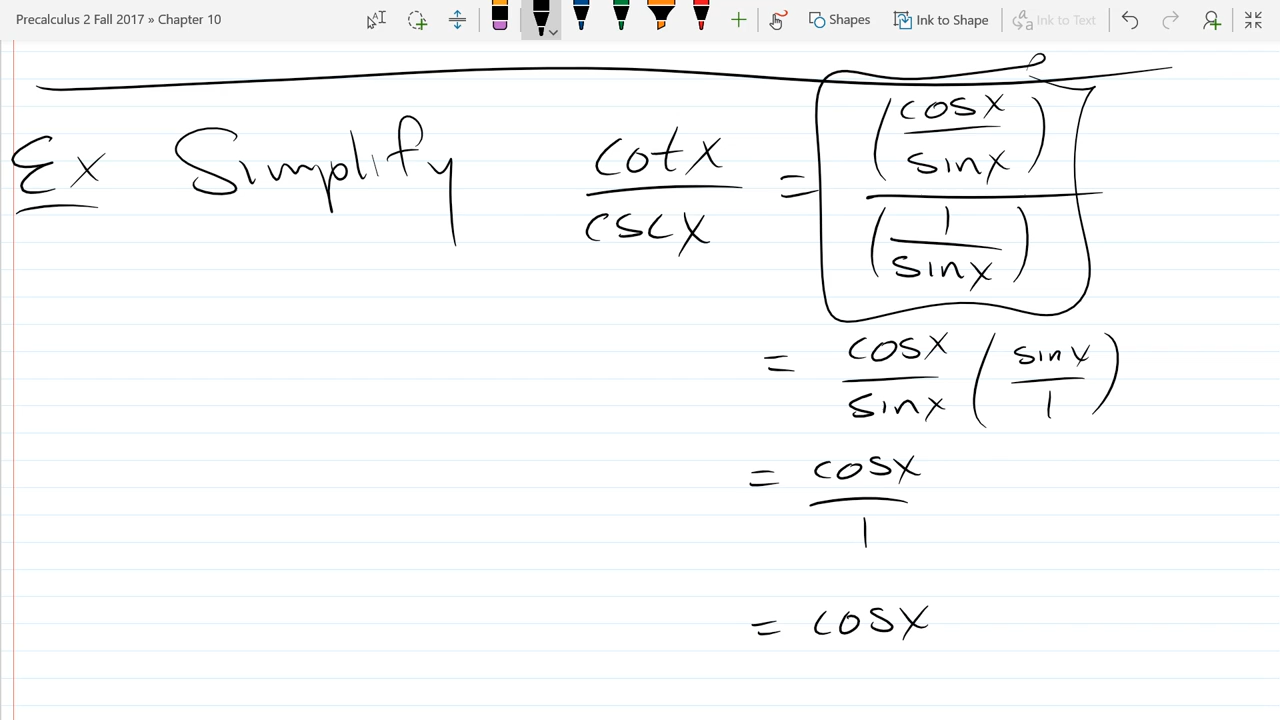 Precalculus 2 Fall 2017 » Chapter 10
Shapes
Ink to Shape
Ink to Text
Ex Simplify cotx/cscx = (cosx/sinx)/(1/sinx)
= cosx/sinx (sinx/1)
= cosx/1
= cosx